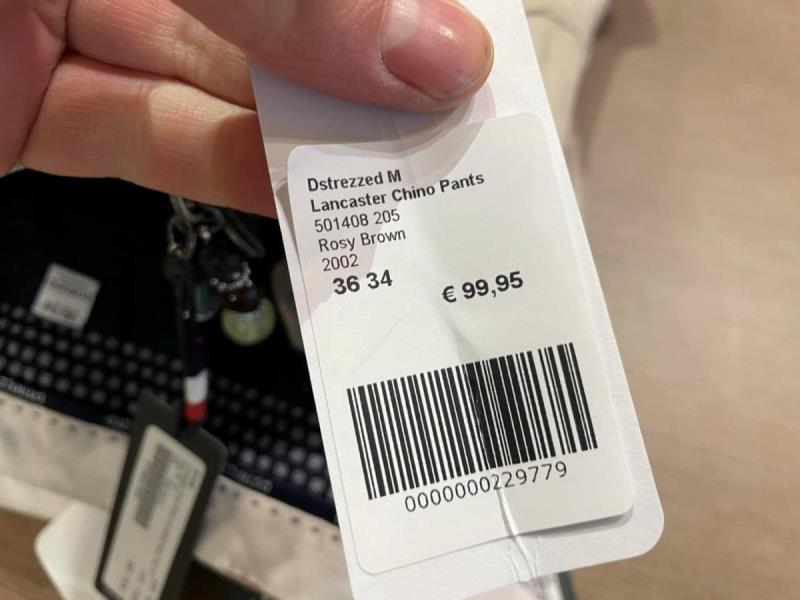 Dstrezzed M
Lancaster Chino Pants
501408 205
Rosy Brown
2002
36 34 € 99,95
0000000229779